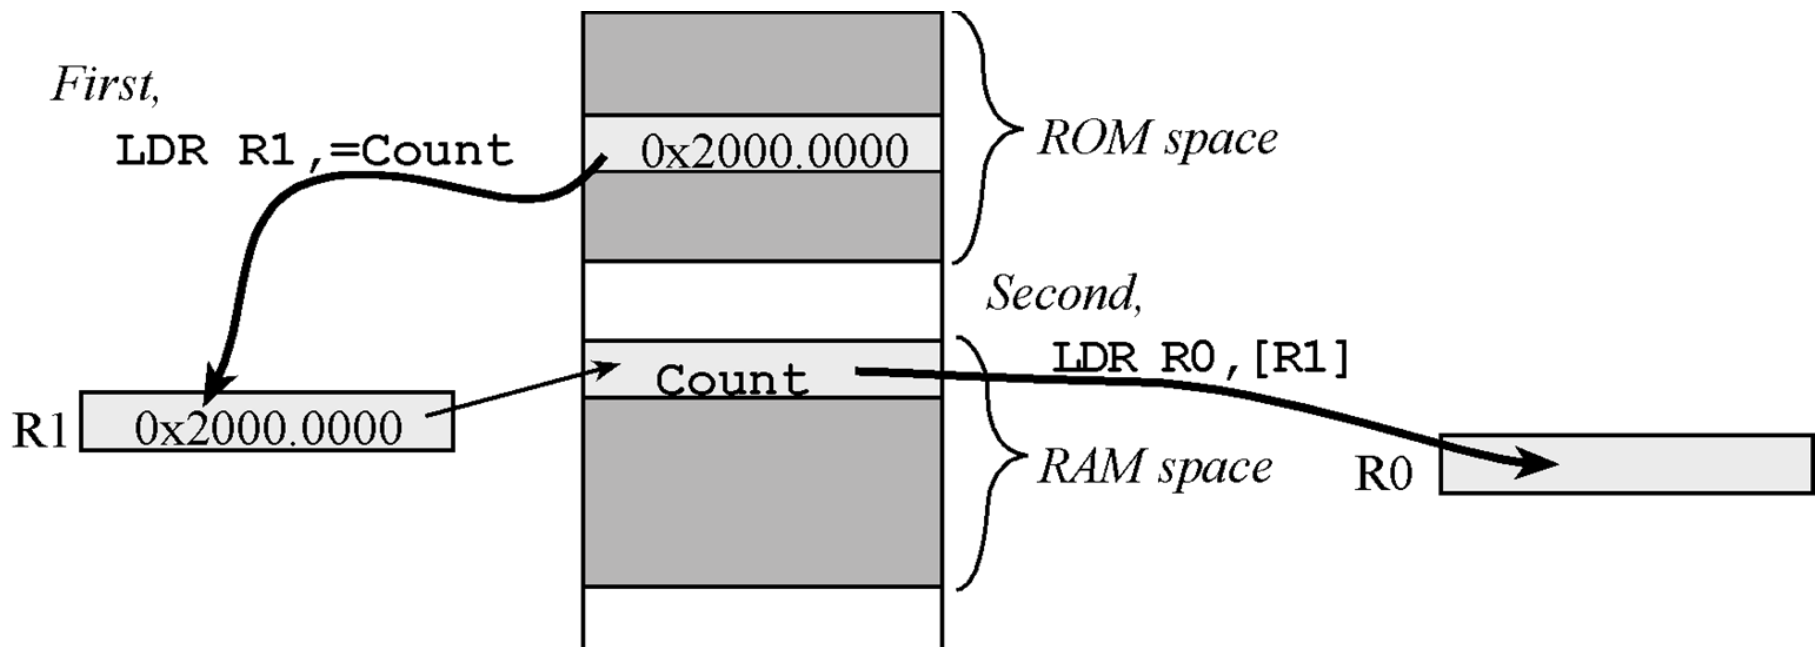 First,
LDR R1,=Count
0x2000.0000
ROM space
Second,
LDR R0,[R1]
Count
R1
0x2000.0000
RAM space
R0